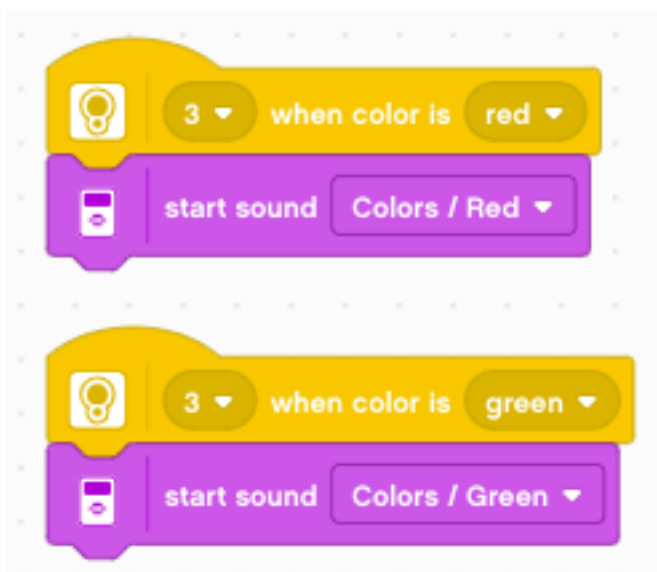 3 when color is red
start sound Colors / Red
3 when color is green
start sound Colors / Green